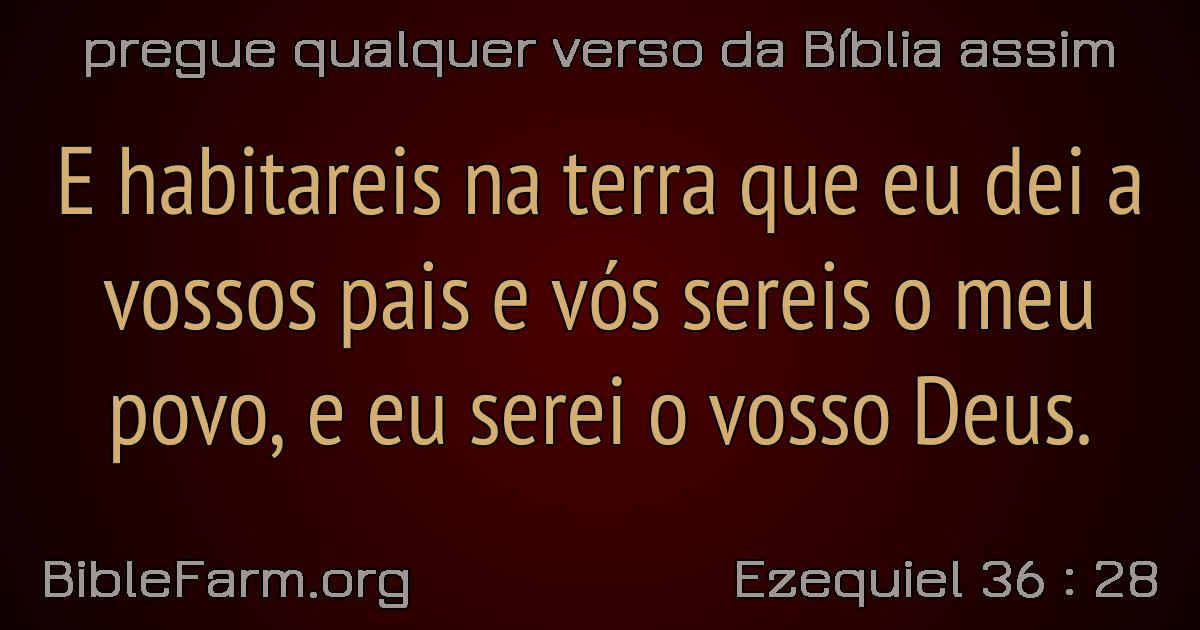 pregue qualquer verso da Bíblia assim
E habitareis na terra que eu dei a
vossos pais e vós sereis o meu
povo, e eu serei o vosso Deus.
BibleFarm.org
Ezequiel 36 : 28